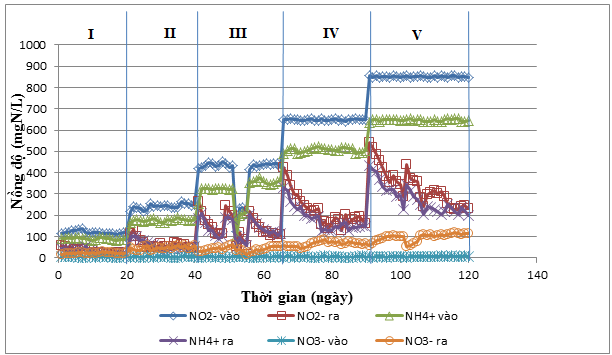 I II III IV V
Nồng độ (mgN/L)
1000
900
800
700
600
500
400
300
200
100
0
0 20 40 60 80 100 120 140
Thời gian (ngày)
NO2- vào NO2- ra NH4+ vào
NH4+ ra NO3- vào NO3- ra